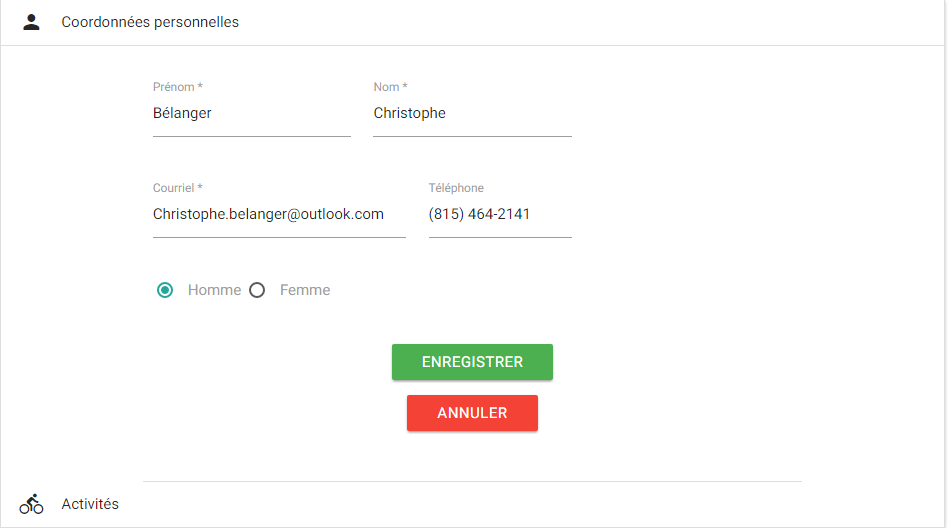 Coordonnées personnelles
Prénom * Nom *
Bélanger Christophe
Courriel * Téléphone
Christophe.belanger@outlook.com (815) 464-2141
Homme Femme
ENREGISTRER
ANNULER
Activités